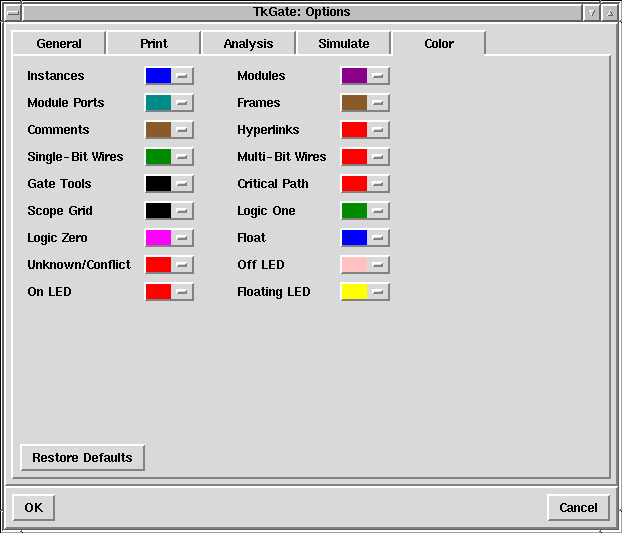 TkGate: Options
General Print Analysis Simulate Color
Instances Modules
Module Ports Frames
Comments Hyperlinks
Single-Bit Wires Multi-Bit Wires
Gate Tools Critical Path
Scope Grid Logic One
Logic Zero Float
Unknown/Conflict Off LED
On LED Floating LED
Restore Defaults
OK Cancel